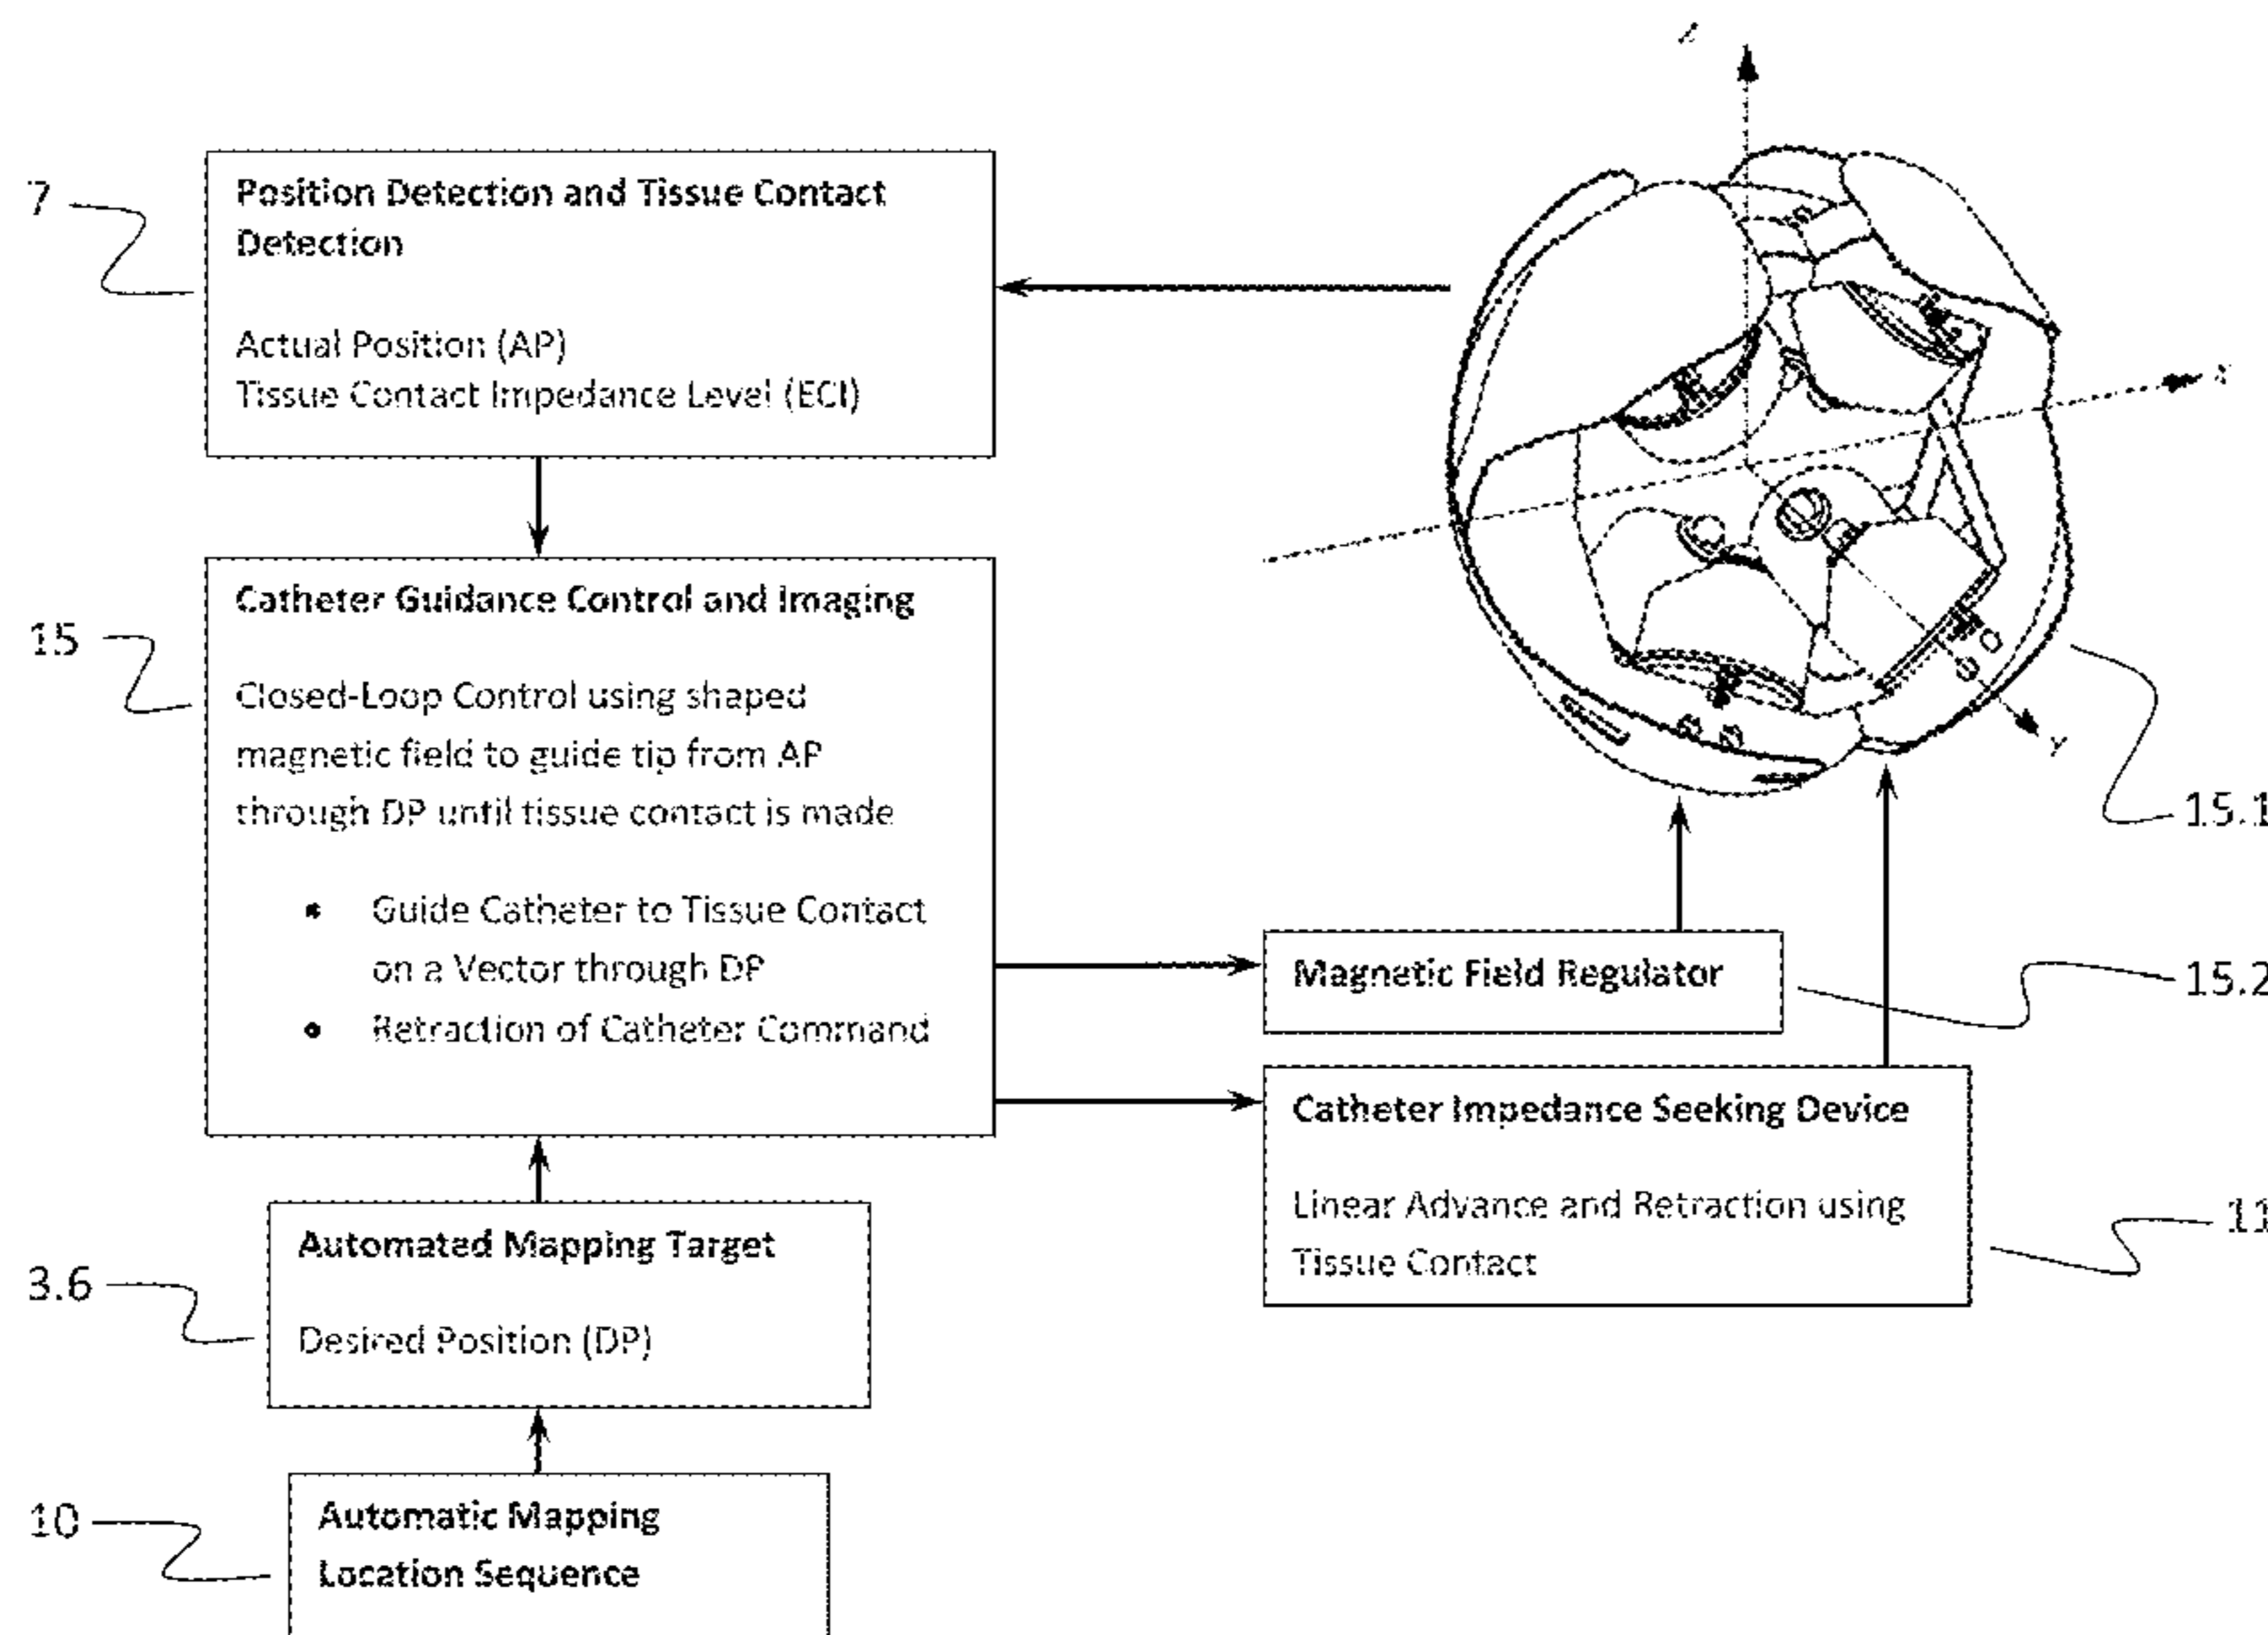 Z
7
Position Detection and Tissue Contact
Detection
Actual Position (AP)
Tissue Contact Impedance Level (ECI)
X
15
Catheter Guidance Control and Imaging
Closed-Loop Control using shaped
magnetic field to guide tip from AP
through DP until tissue contact is made
Guide Catheter to Tissue Contact
on a Vector through DP
Retraction of Catheter Command
Y
15.1
Magnetic Field Regulator
15.2
Catheter Impedance Seeking Device
Linear Advance and Retraction using
Tissue Contact
11
3.6
Automated Mapping Target
Desired Position (DP)
10
Automatic Mapping
Location Sequence